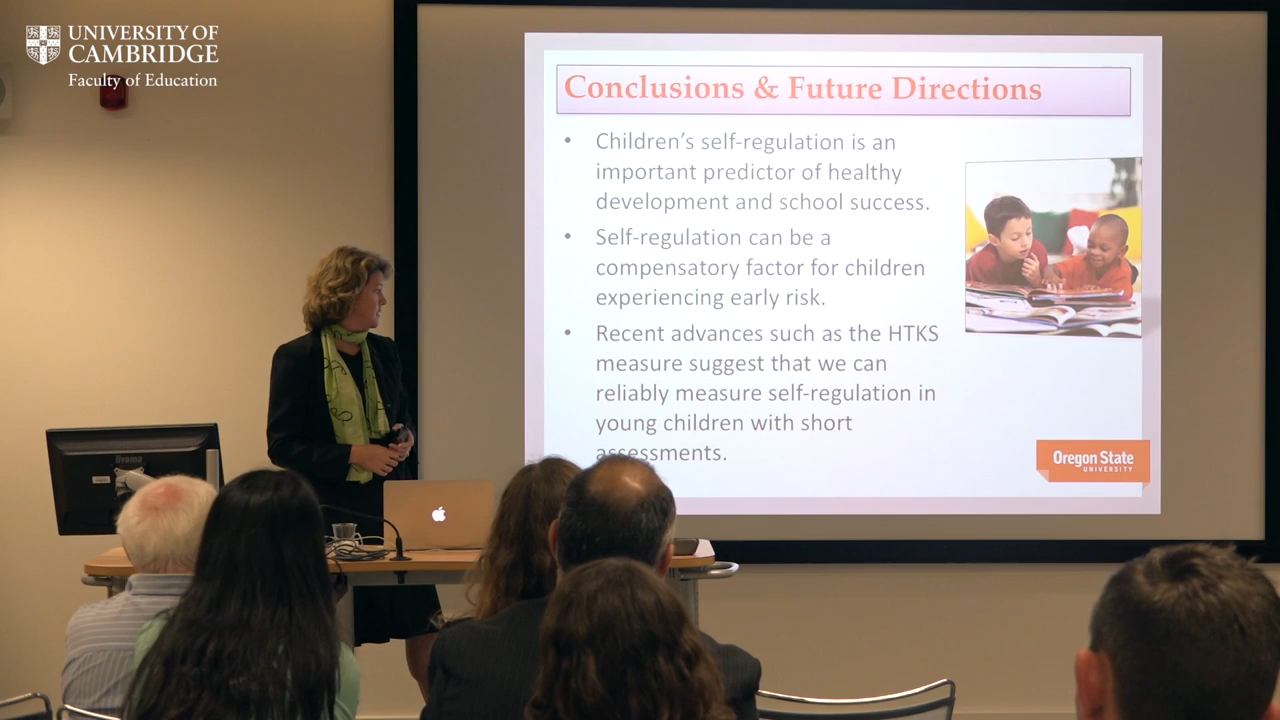 UNIVERSITY OF
CAMBRIDGE
Faculty of Education
Conclusions & Future Directions
• Children's self-regulation is an
important predictor of healthy
development and school success.
• Self-regulation can be a
compensatory factor for children
experiencing early risk.
• Recent advances such as the HTKS
measure suggest that we can
reliably measure self-regulation in
young children with short
assessments.
Oregon State
UNIVERSITY
iiyama